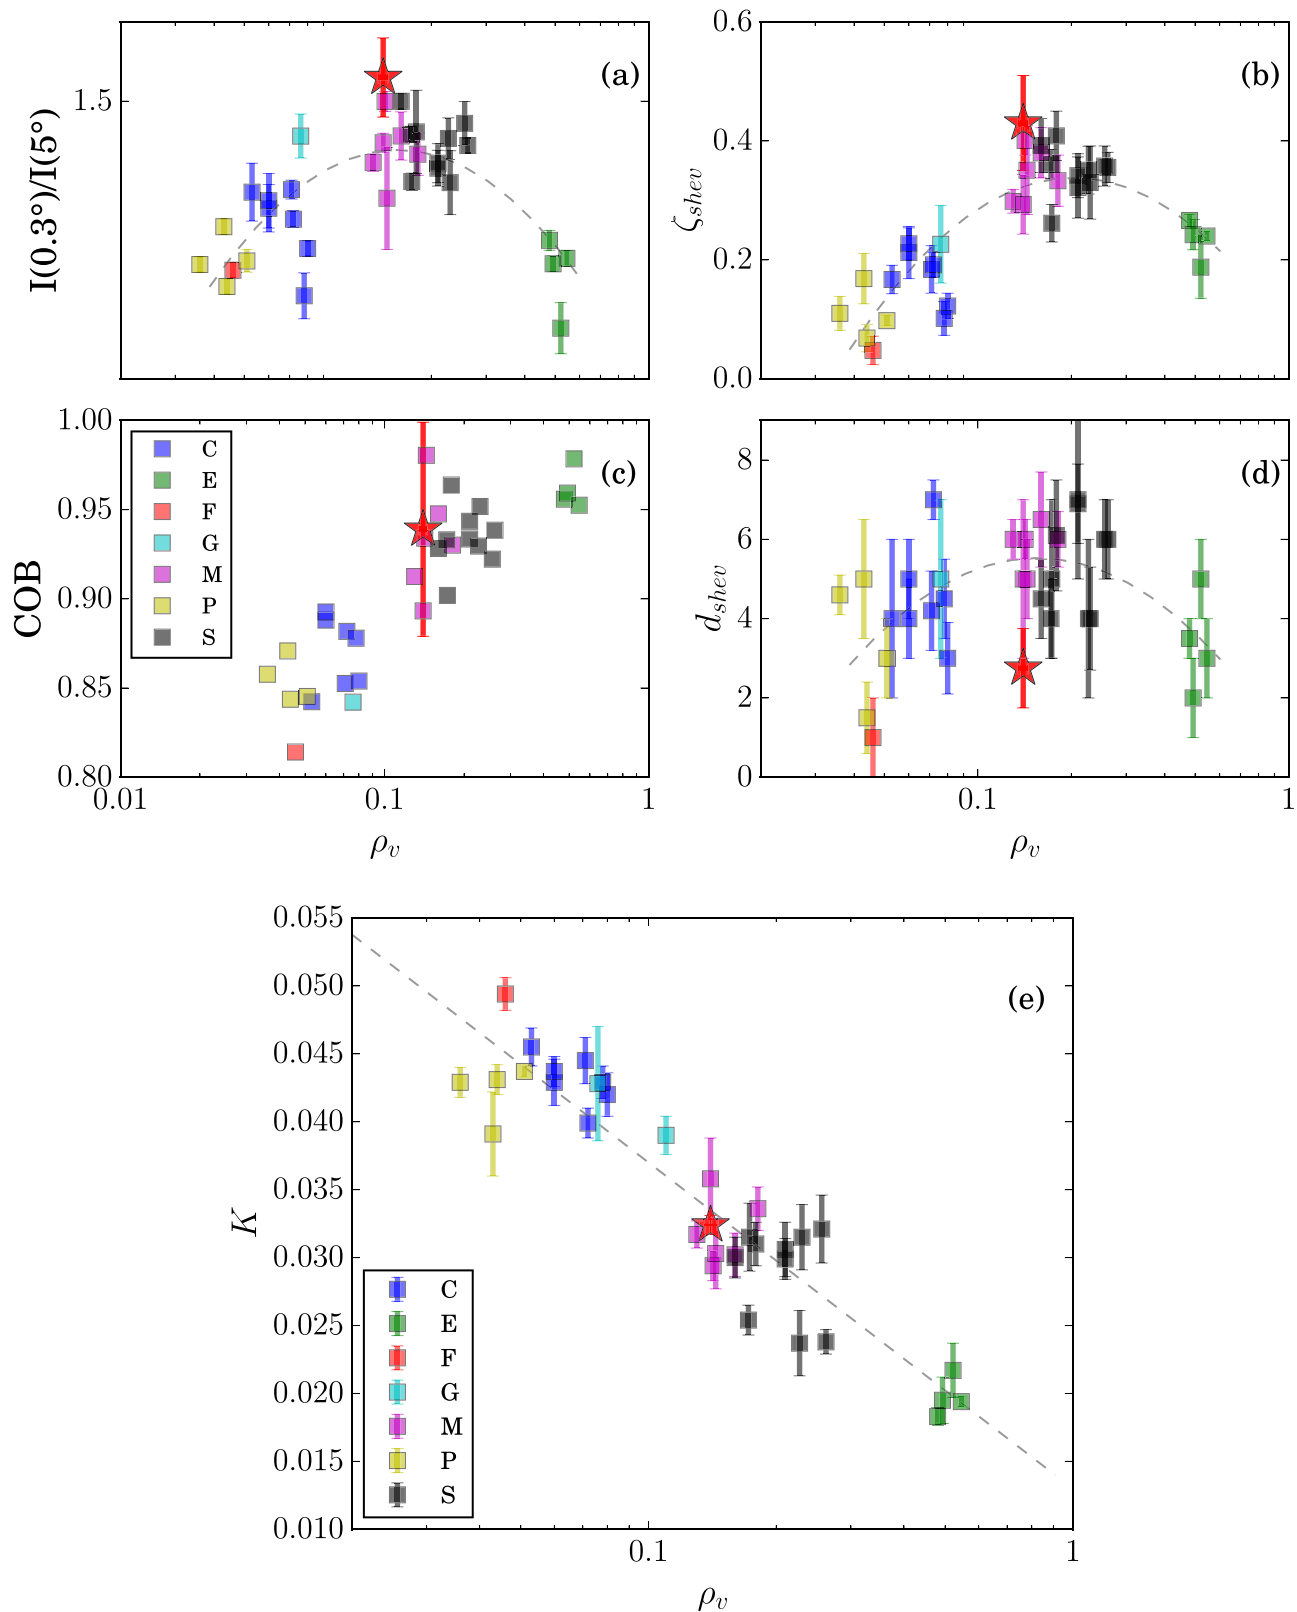 I(0.3°)/I(5°)
1.5
(a)
ζshev
0.6
0.4
0.2
0.0
(b)
COB
1.00
0.95
0.90
0.85
0.80
C
E
F
G
M
P
S
(c)
0.01 0.1 1
ρv
dshev
8
6
4
2
0
(d)
0.1 1
ρv
K
0.055
0.050
0.045
0.040
0.035
0.030
0.025
0.020
0.015
0.010
(e)
C
E
F
G
M
P
S
0.1 1
ρv